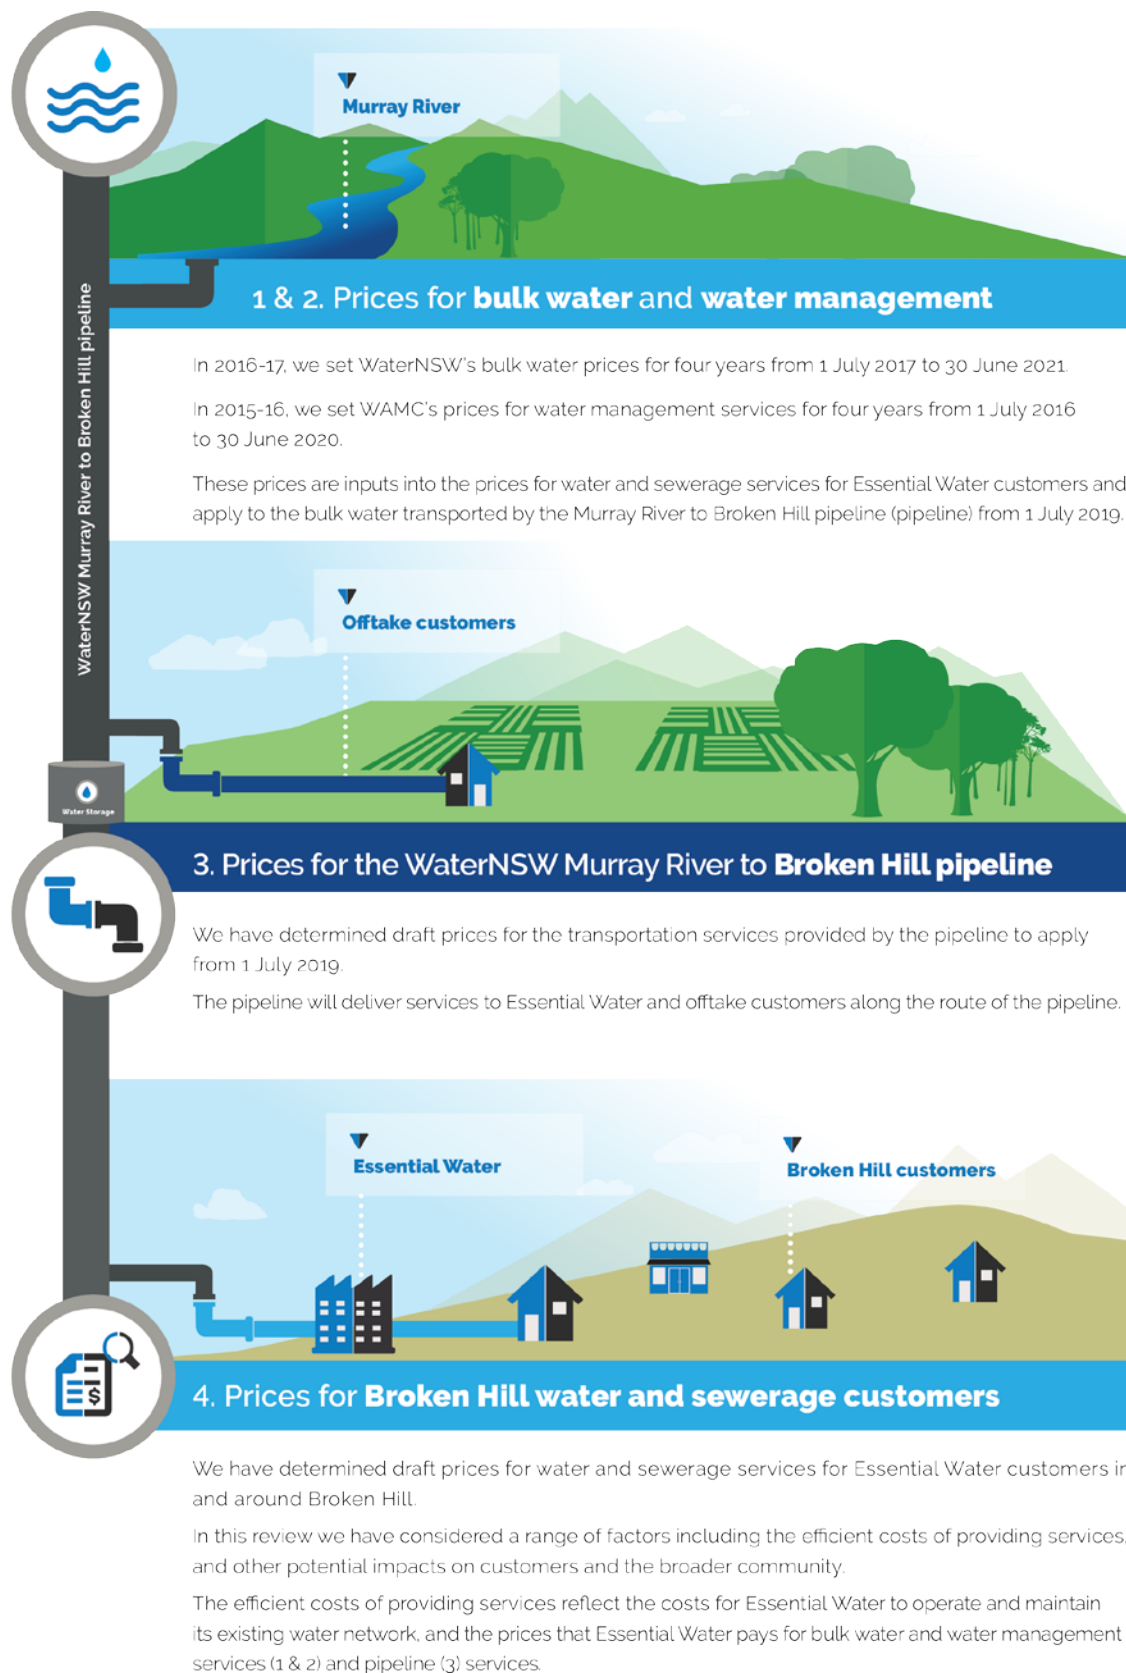 Murray River
1 & 2. Prices for bulk water and water management
WaterNSW Murray River to Broken Hill pipeline
In 2016-17, we set WaterNSW's bulk water prices for four years from 1 July 2017 to 30 June 2021.
In 2015-16, we set WAMC's prices for water management services for four years from 1 July 2016
to 30 June 2020.
These prices are inputs into the prices for water and sewerage services for Essential Water customers and
apply to the bulk water transported by the Murray River to Broken Hill pipeline (pipeline) from 1 July 2019.
Offtake customers
Water Storage
3. Prices for the WaterNSW Murray River to Broken Hill pipeline
We have determined draft prices for the transportation services provided by the pipeline to apply
from 1 July 2019.
The pipeline will deliver services to Essential Water and offtake customers along the route of the pipeline.
Essential Water
Broken Hill customers
$
4. Prices for Broken Hill water and sewerage customers
We have determined draft prices for water and sewerage services for Essential Water customers in
and around Broken Hill.
In this review we have considered a range of factors including the efficient costs of providing services,
and other potential impacts on customers and the broader community.
The efficient costs of providing services reflect the costs for Essential Water to operate and maintain
its existing water network, and the prices that Essential Water pays for bulk water and water management
services (1 & 2) and pipeline (3) services.